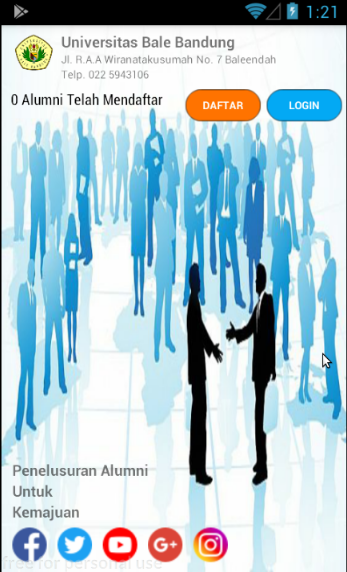 1:21
Universitas Bale Bandung
Jl. R.A.A Wiranatakusumah No. 7 Baleendah
Telp. 022 5943106
0 Alumni Telah Mendaftar
DAFTAR
LOGIN
Penelusuran Alumni
Untuk
Kemajuan
G+
free for personal use